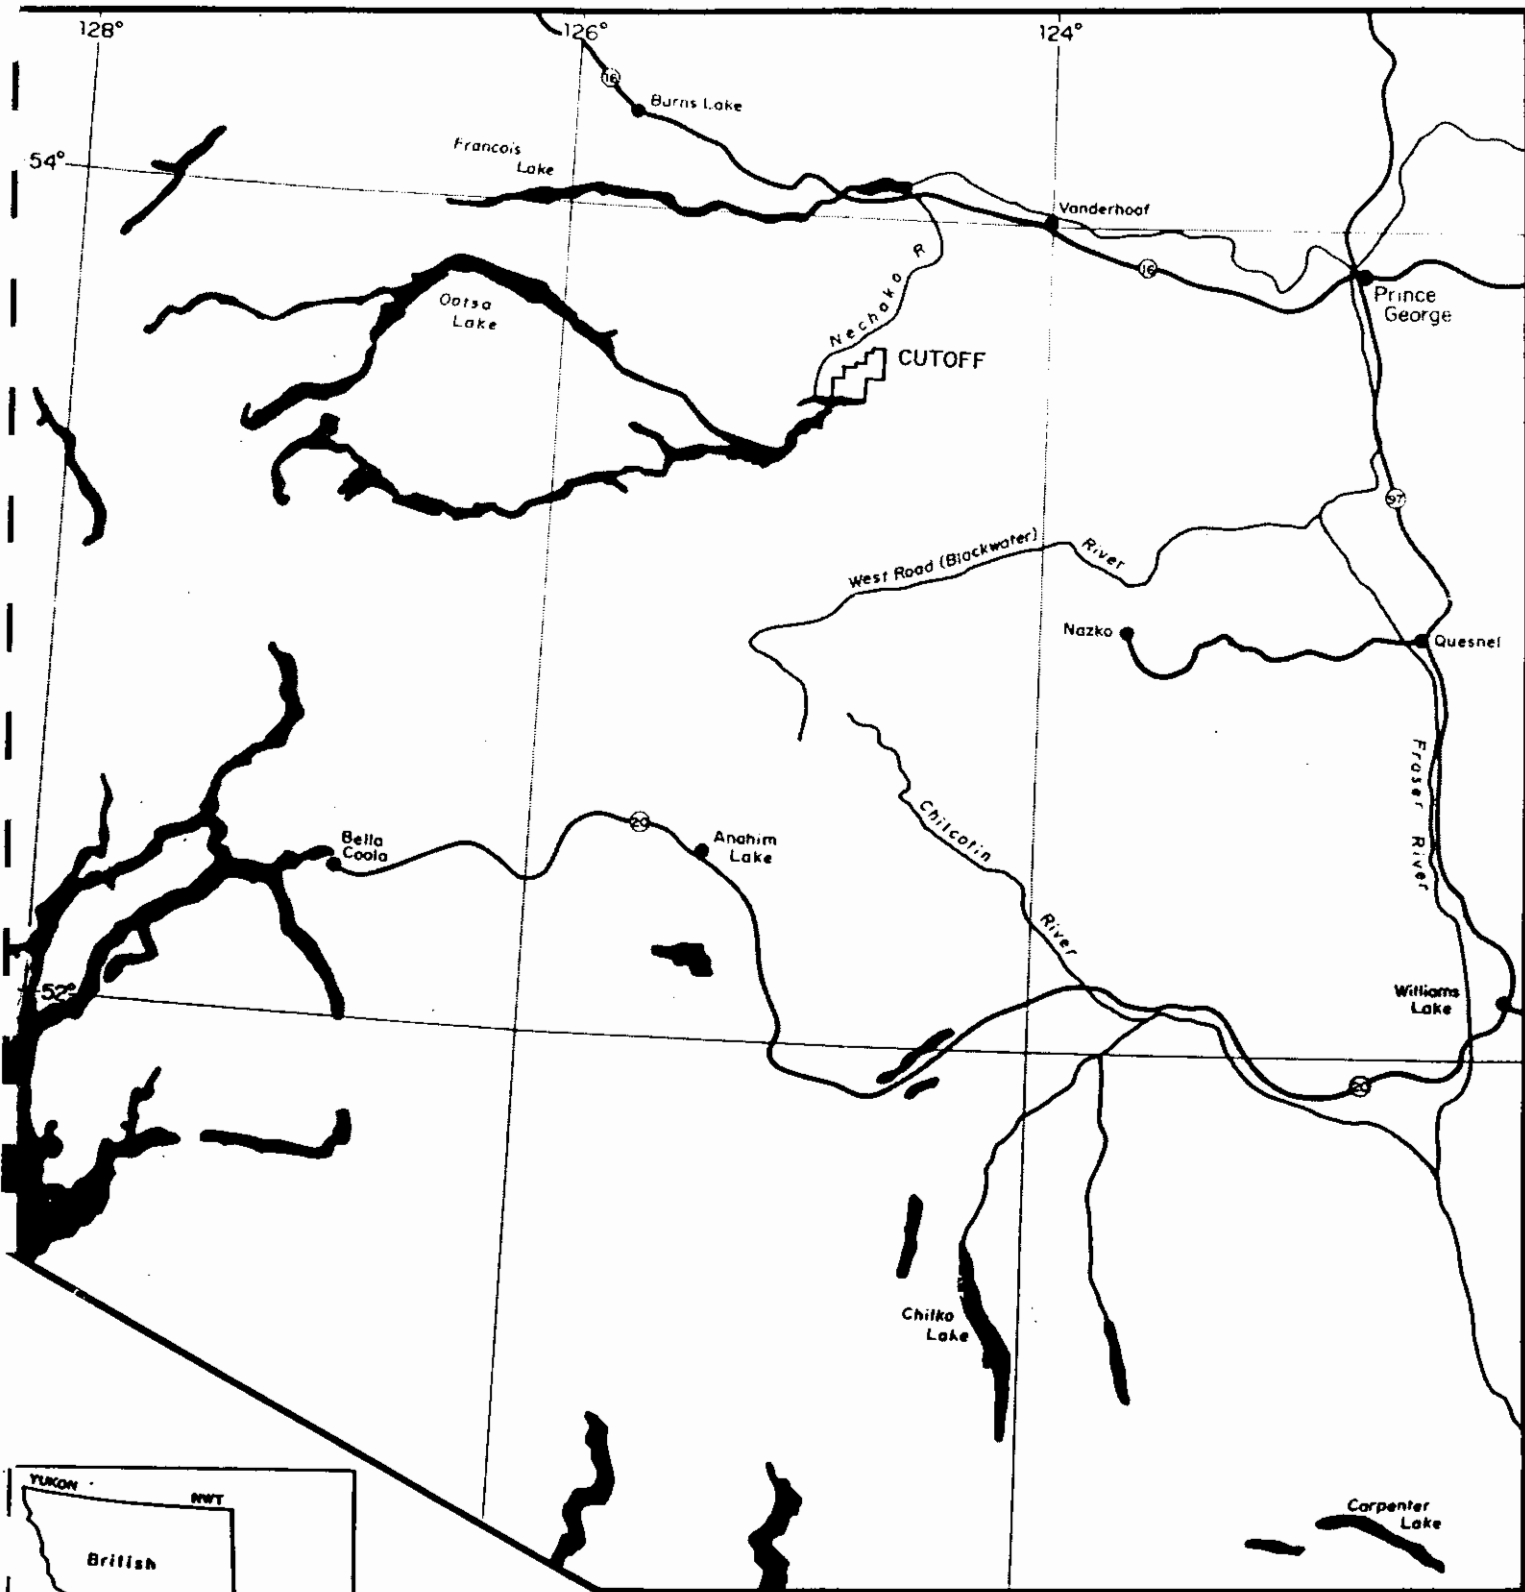 128°
126°
124°
16
Burns Lake
Francois
Lake
54°
Vanderhoof
Nechako R
16
Ootsa
Lake
Prince
George
CUTOFF
97
West Road (Blackwater) River
Nazko
Quesnel
Fraser River
Chilcotin River
20
Bella
Coola
Anahim
Lake
52°
Williams
Lake
20
Chilko
Lake
Carpenter
Lake
YUKON
NWT
British